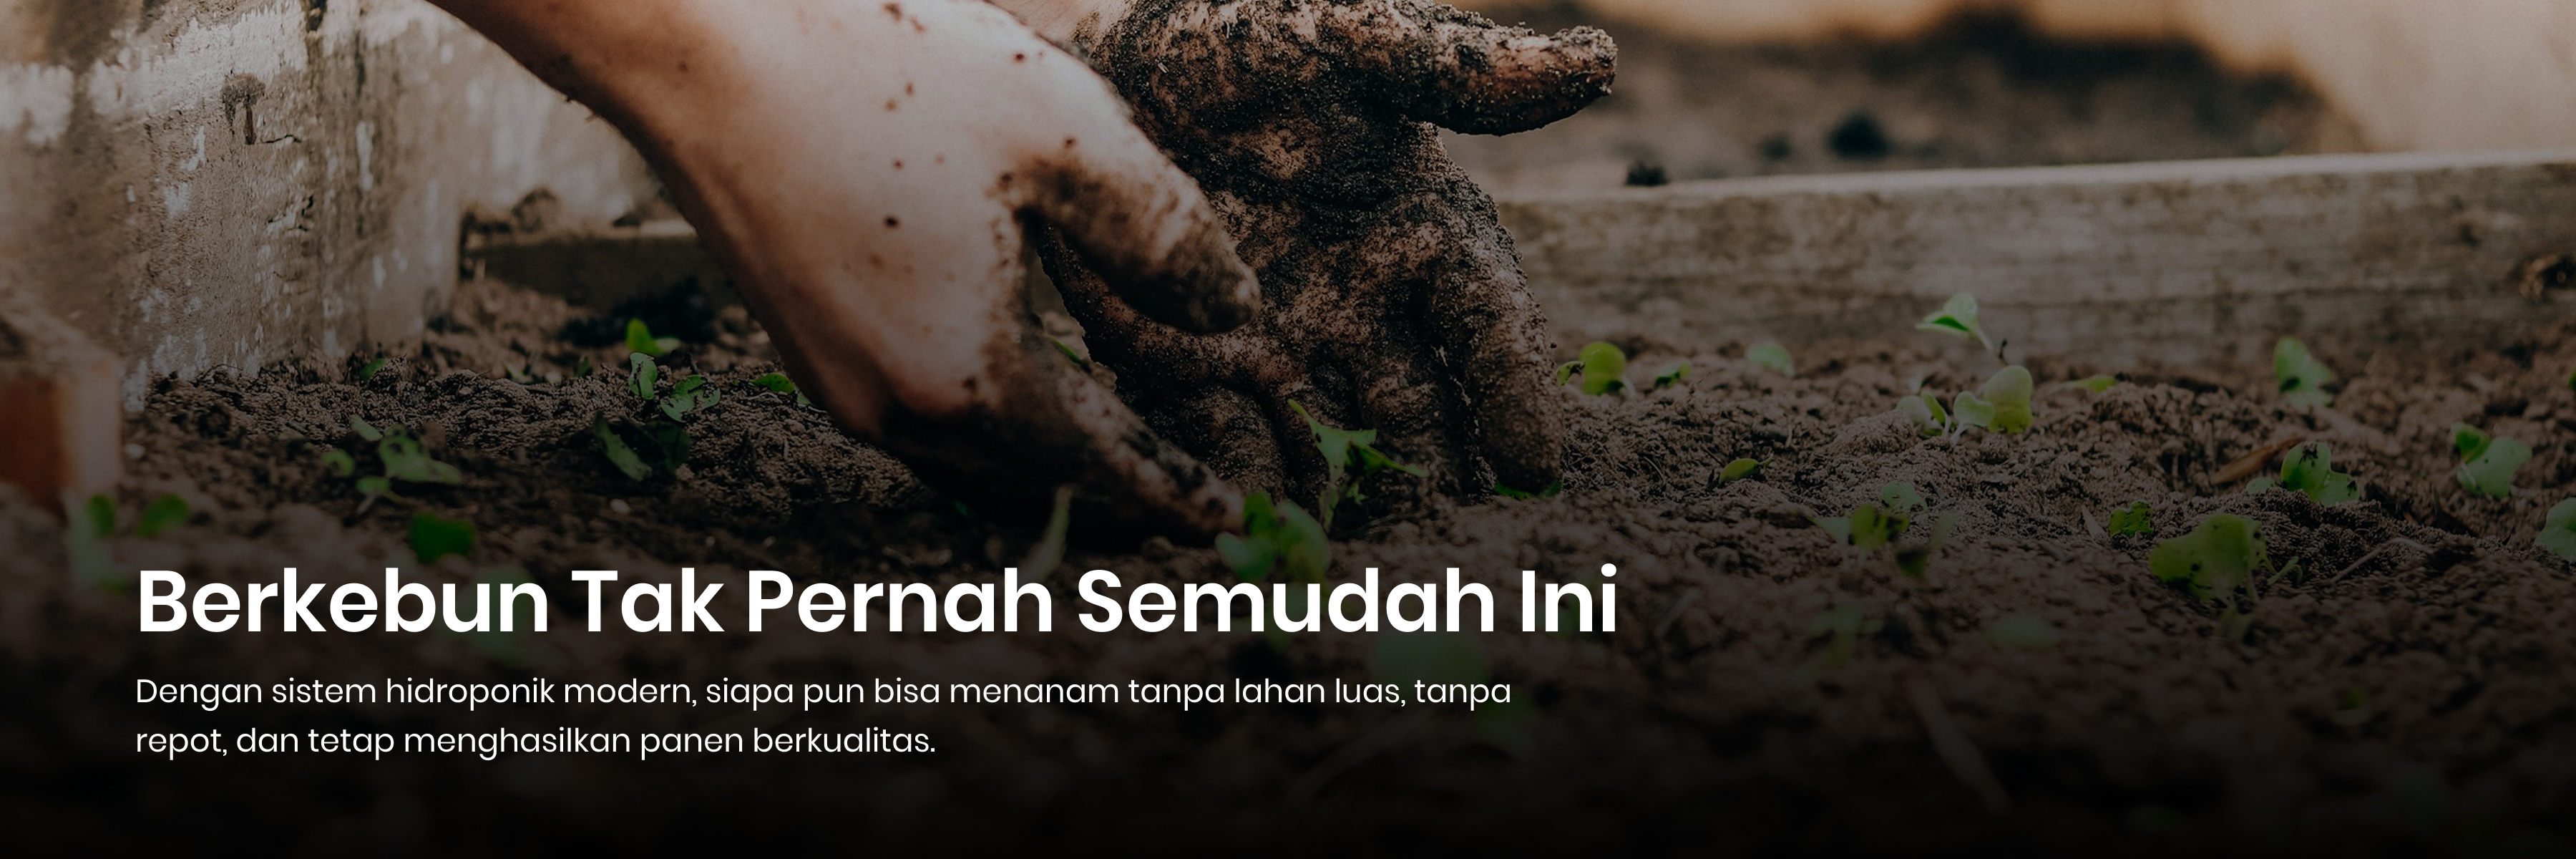 Berkebun Tak Pernah Semudah Ini
Dengan sistem hidroponik modern, siapa pun bisa menanam tanpa lahan luas, tanpa
repot, dan tetap menghasilkan panen berkualitas.